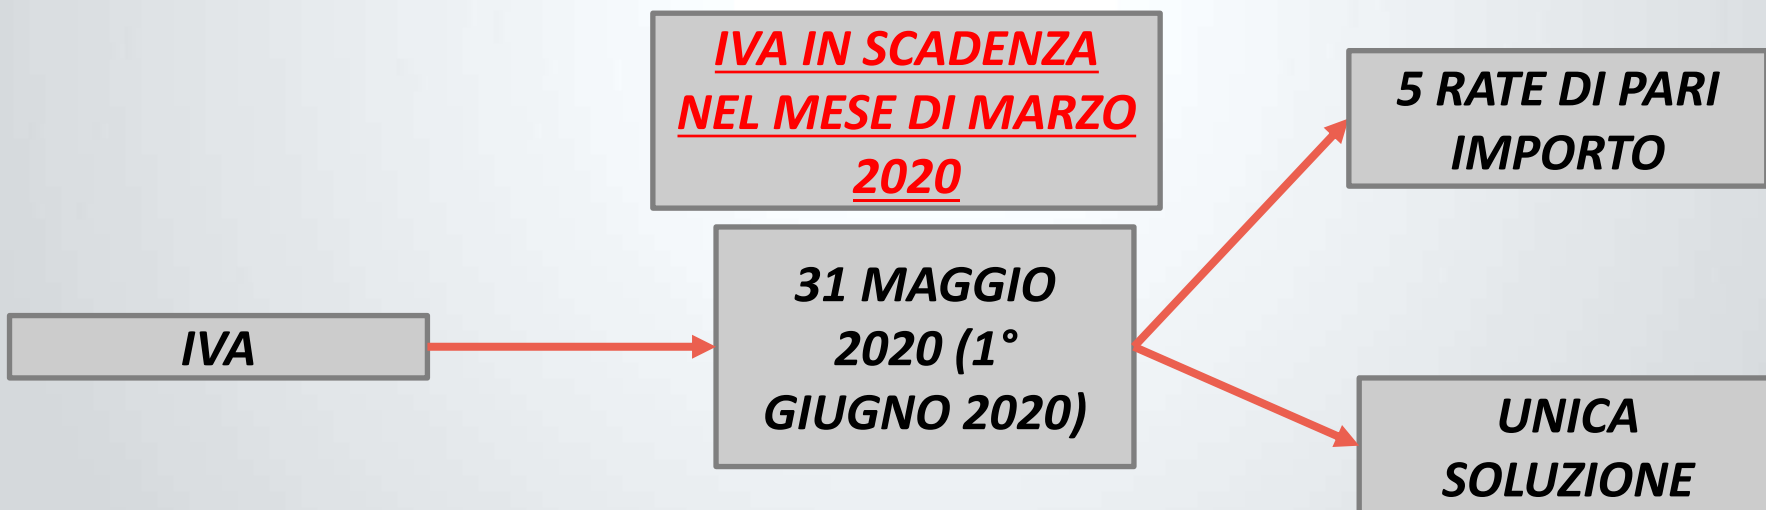 IVA IN SCADENZA
NEL MESE DI MARZO
2020
5 RATE DI PARI
IMPORTO
IVA
31 MAGGIO
2020 (1°
GIUGNO 2020)
UNICA
SOLUZIONE